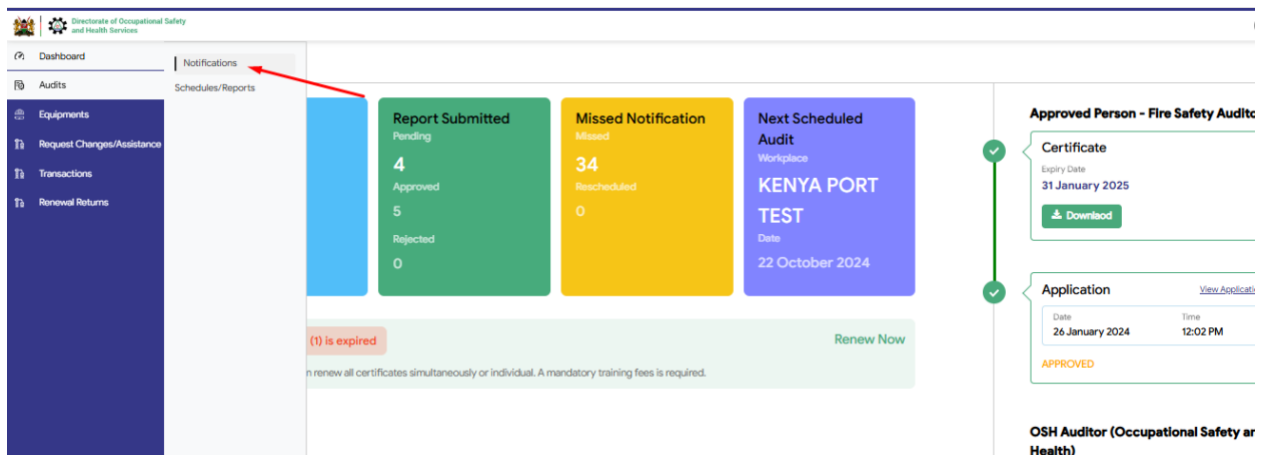 Directorate of Occupational Safety
and Health Services
Dashboard
Audits
Equipments
Request Changes/Assistance
Transactions
Renewal Returns
Notifications
Schedules/Reports
Report Submitted
Pending
4
Approved
5
Rejected
0
Missed Notification
Missed
34
Rescheduled
0
Next Scheduled
Audit
Workplace
KENYA PORT
TEST
Date
22 October 2024
(1) is expired
Renew Now
n renew all certificates simultaneously or individual. A mandatory training fees is required.
Approved Person - Fire Safety Audito
Certificate
Expiry Date
31 January 2025
Downlaod
Application
View Applicati
Date
Time
26 January 2024
12:02 PM
APPROVED
OSH Auditor (Occupational Safety an
Health)